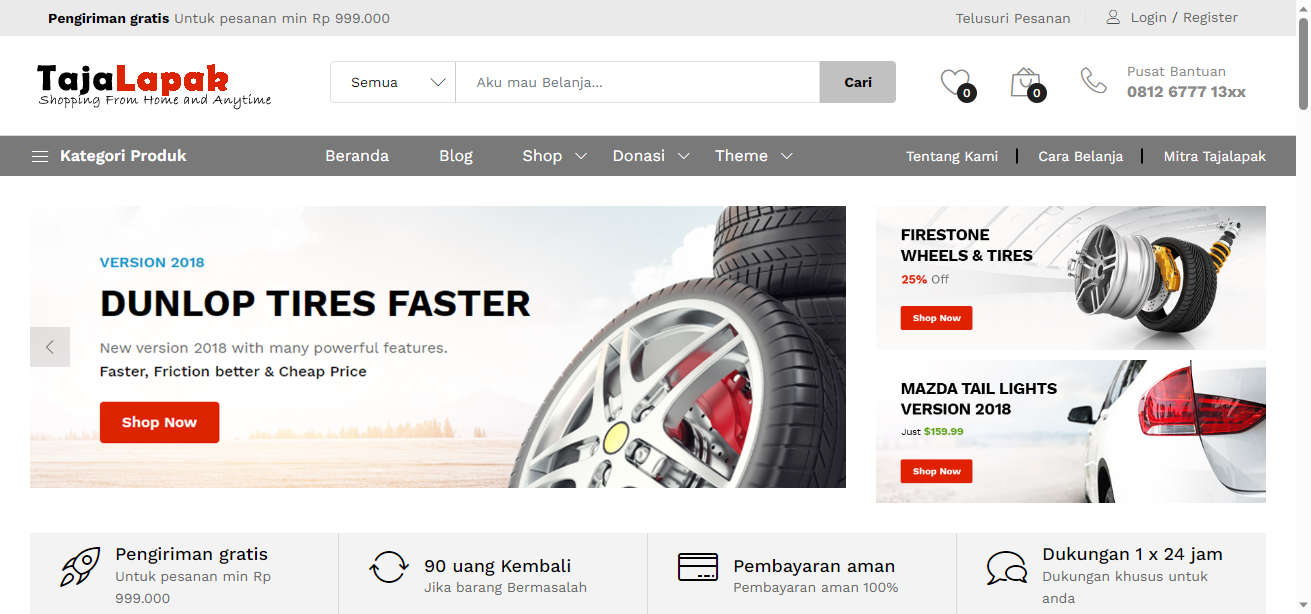 Pengiriman gratis Untuk pesanan min Rp 999.000
Telusuri Pesanan
Login / Register
TajaLapak
Shopping From Home and Anytime
Semua
Aku mau Belanja...
Cari
0
0
Pusat Bantuan
0812 6777 13xx
Kategori Produk
Beranda
Blog
Shop
Donasi
Theme
Tentang Kami
Cara Belanja
Mitra Tajalapak
VERSION 2018
DUNLOP TIRES FASTER
New version 2018 with many powerful features.
Faster, Friction better & Cheap Price
Shop Now
FIRESTONE
WHEELS & TIRES
25% Off
Shop Now
MAZDA TAIL LIGHTS
VERSION 2018
Just $159.99
Shop Now
Pengiriman gratis
Untuk pesanan min Rp
999.000
90 uang Kembali
Jika barang Bermasalah
Pembayaran aman
Pembayaran aman 100%
Dukungan 1 x 24 jam
Dukungan khusus untuk
anda